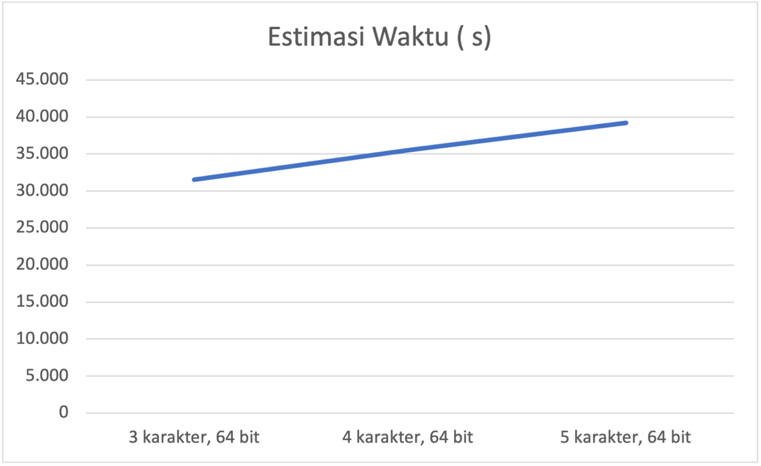 Estimasi Waktu ( s)
45.000
40.000
35.000
30.000
25.000
20.000
15.000
10.000
5.000
0
3 karakter, 64 bit
4 karakter, 64 bit
5 karakter, 64 bit